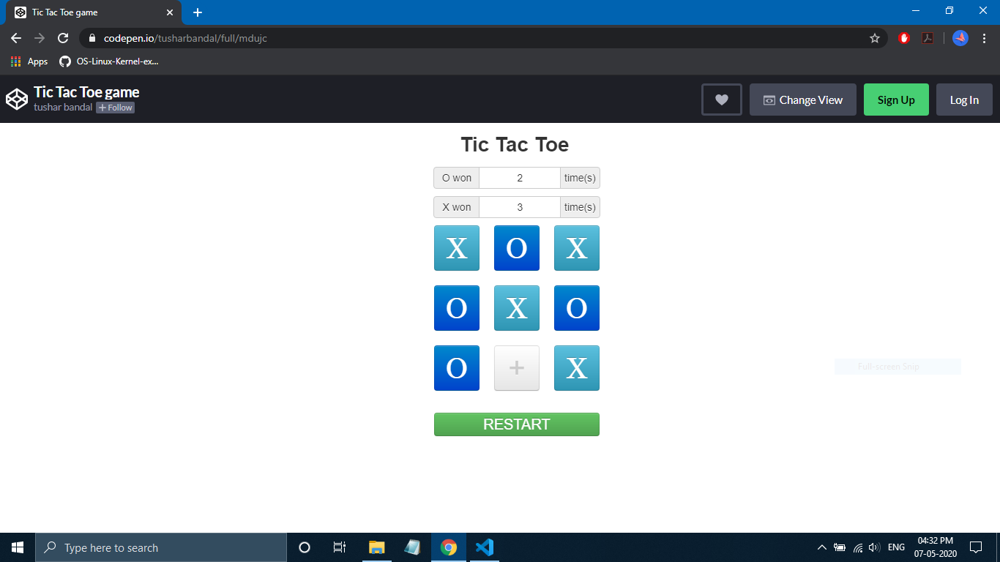 Tic Tac Toe game
codepen.io/tusharbandal/full/mdujc
Apps OS-Linux-Kernel-ex...
Tic Tac Toe game
tushar bandal + Follow
Change View Sign Up Log In
Tic Tac Toe
O won 2 time(s)
X won 3 time(s)
X O X
O X O
O + X
Full-screen Snip
RESTART
Type here to search
ENG
04:32 PM
07-05-2020